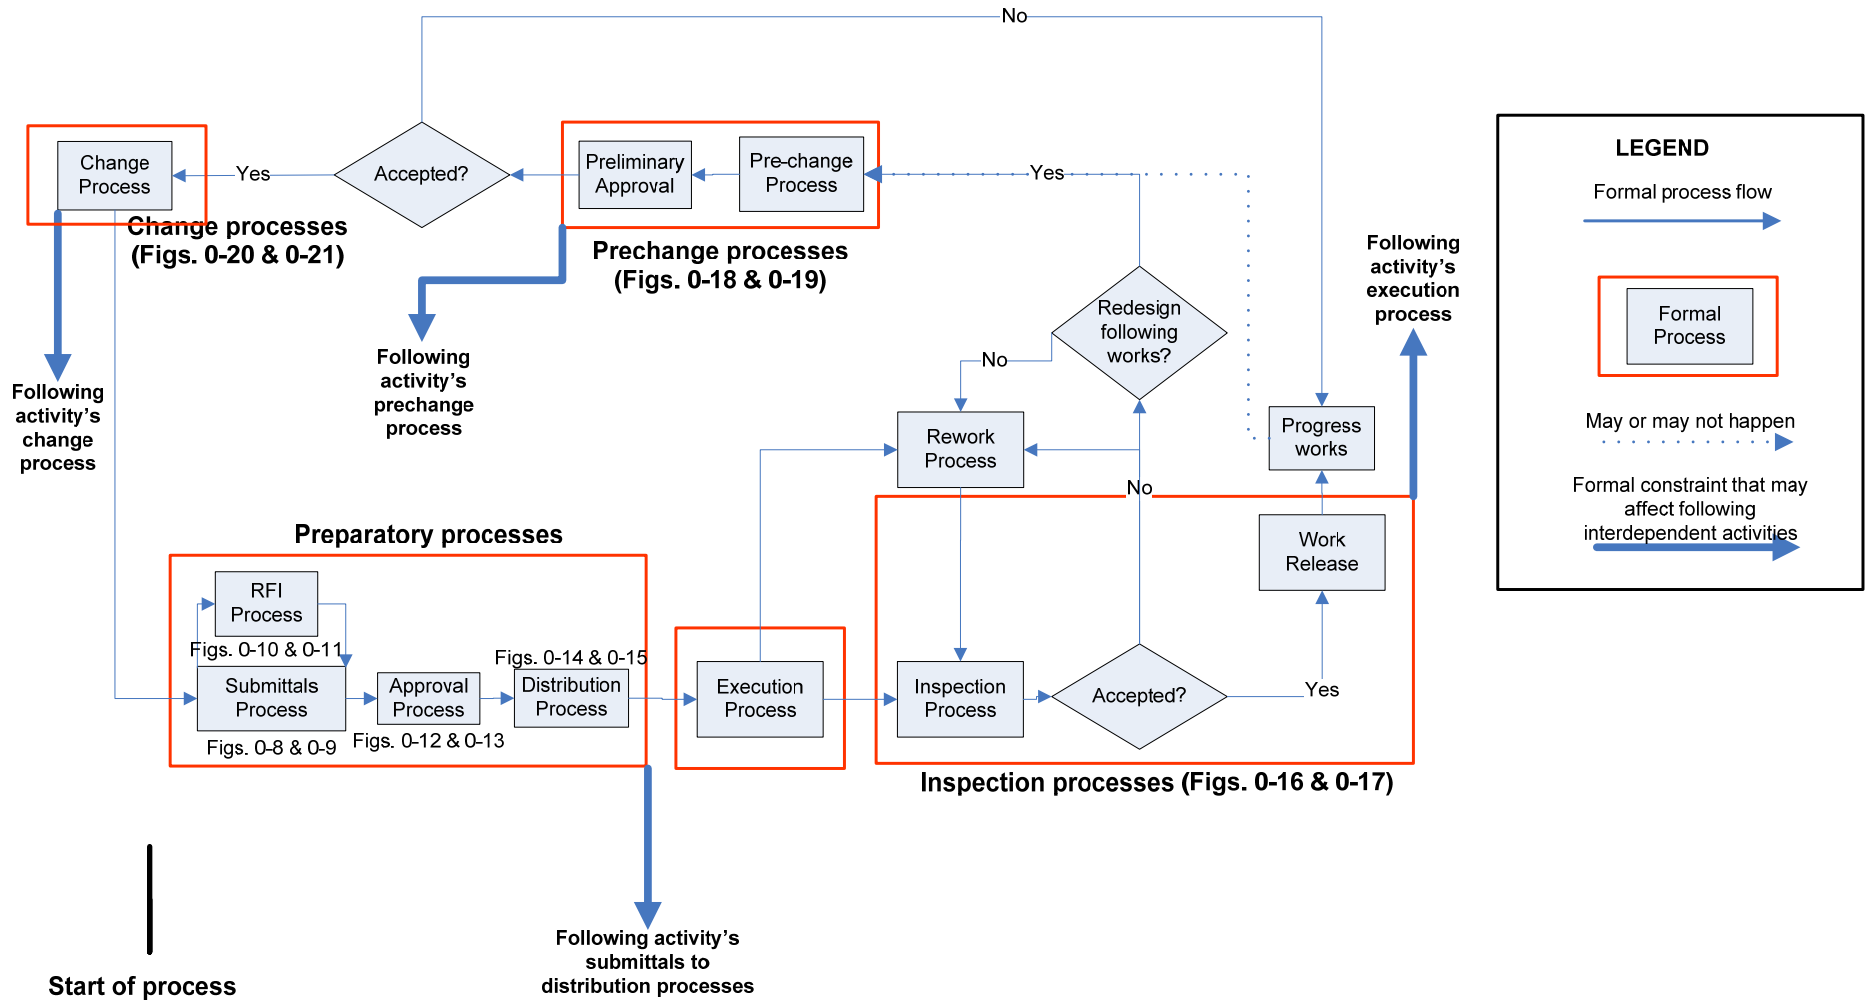 No
Change
Process
Yes
Accepted?
Preliminary
Approval
Pre-change
Process
Yes
Change processes
(Figs. 0-20 & 0-21)
Prechange processes
(Figs. 0-18 & 0-19)
Following
activity's
execution
process
LEGEND
Formal process flow
Formal
Process
May or may not happen
Formal constraint that may
affect following
interdependent activities
Redesign
following
works?
No
Following
activity's
change
process
Following
activity's
prechange
process
Rework
Process
Progress
works
No
Work
Release
Preparatory processes
RFI
Process
Figs. 0-10 & 0-11
Submittals
Process
Figs. 0-8 & 0-9
Approval
Process
Figs. 0-12 & 0-13
Figs. 0-14 & 0-15
Distribution
Process
Execution
Process
Inspection
Process
Accepted?
Yes
Inspection processes (Figs. 0-16 & 0-17)
Following activity's
submittals to
distribution processes
Start of process